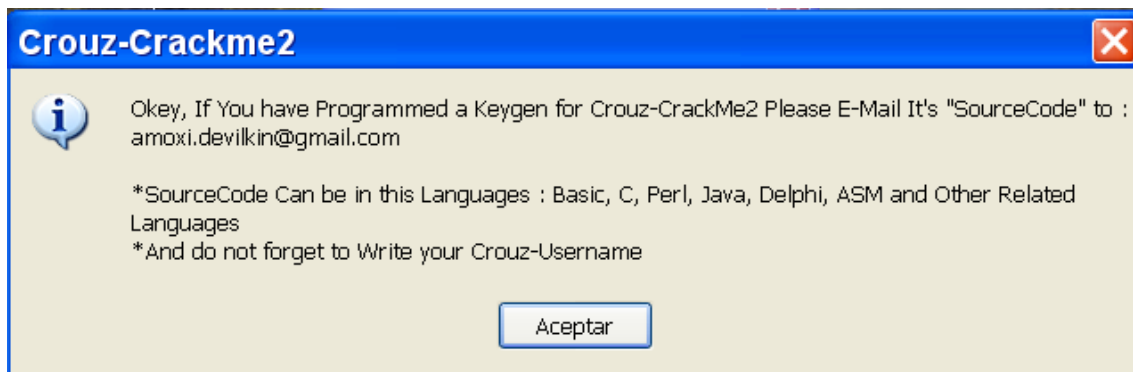 Crouz-Crackme2
Okey, If You have Programmed a Keygen for Crouz-CrackMe2 Please E-Mail It's "SourceCode" to :
amoxi.devilkin@gmail.com
*SourceCode Can be in this Languages : Basic, C, Perl, Java, Delphi, ASM and Other Related
Languages
*And do not forget to Write your Crouz-Username
Aceptar